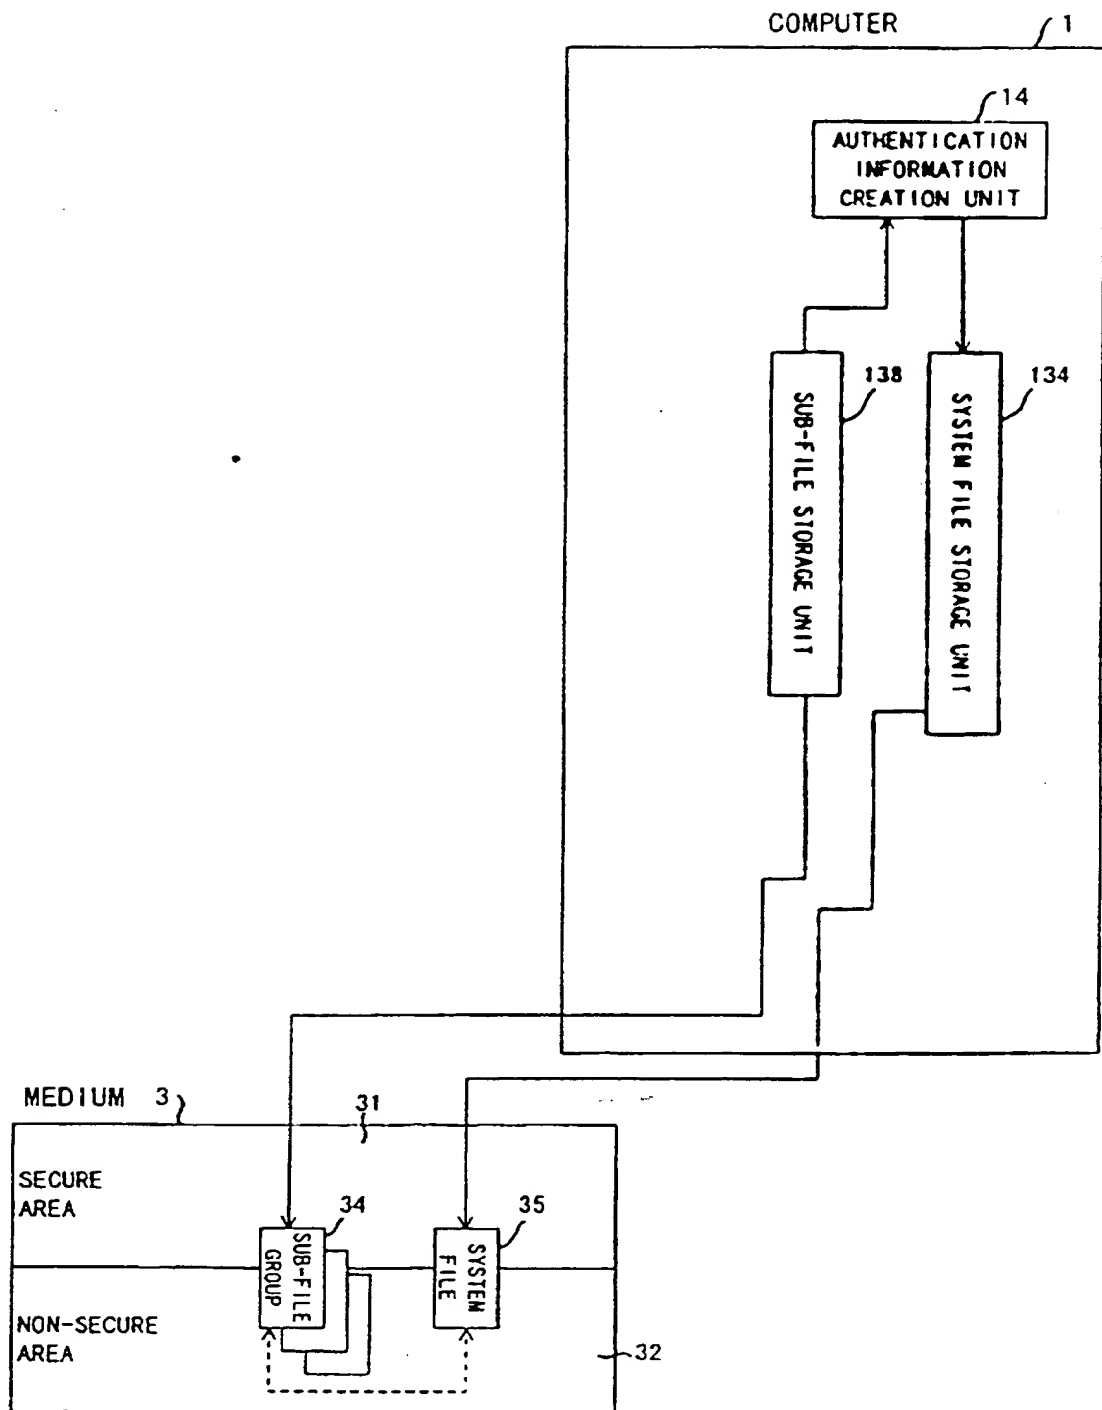 COMPUTER 1
14
AUTHENTICATION
INFORMATION
CREATION UNIT
138
134
SUB-FILE STORAGE UNIT
SYSTEM FILE STORAGE UNIT
MEDIUM 3
31
SECURE
AREA
34
35
SUB-FILE
GROUP
SYSTEM
FILE
NON-SECURE
AREA
32